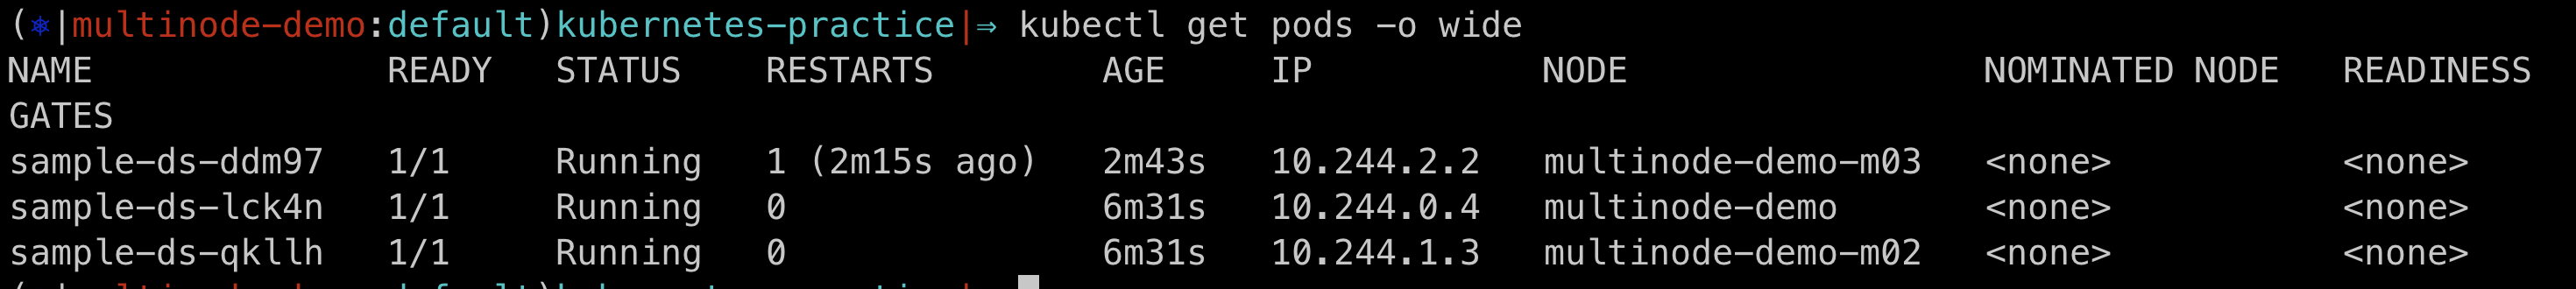 (⎈|multinode-demo:default)kubernetes-practice|⇒ kubectl get pods -o wide
NAME READY STATUS RESTARTS AGE IP NODE NOMINATED NODE READINESS
GATES
sample-ds-ddm97 1/1 Running 1 (2m15s ago) 2m43s 10.244.2.2 multinode-demo-m03 <none> <none>
sample-ds-lck4n 1/1 Running 0 6m31s 10.244.0.4 multinode-demo <none> <none>
sample-ds-qkllh 1/1 Running 0 6m31s 10.244.1.3 multinode-demo-m02 <none> <none>